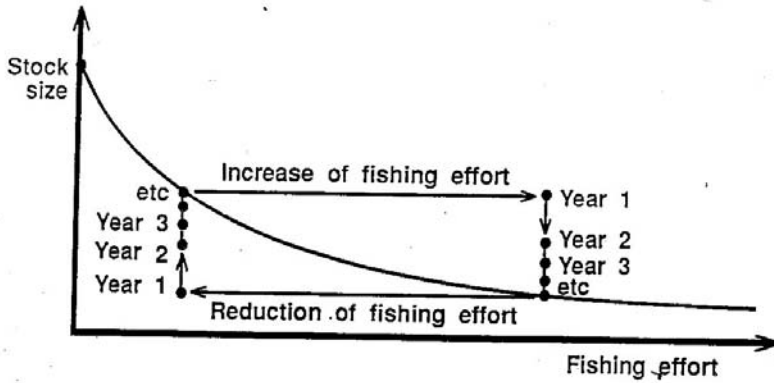 Stock
size
Increase of fishing effort
etc
Year 3
Year 2
Year 1
Year 1
Year 2
Year 3
etc
Reduction of fishing effort
Fishing effort